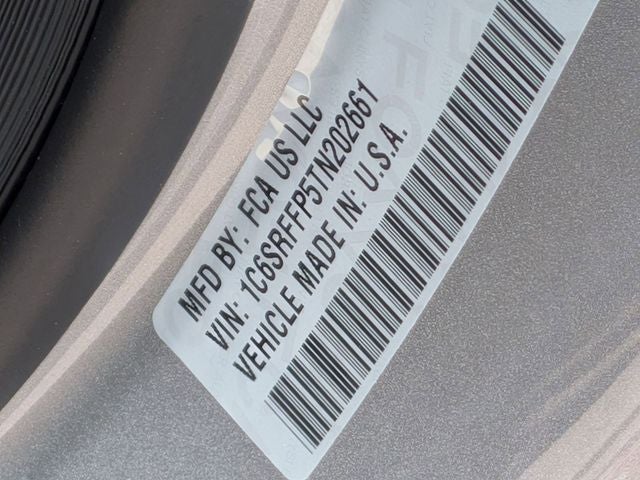 MFD BY: FCA US LLC
VIN: 1C6SRFFP5TN202661
VEHICLE MADE IN: U.S.A.